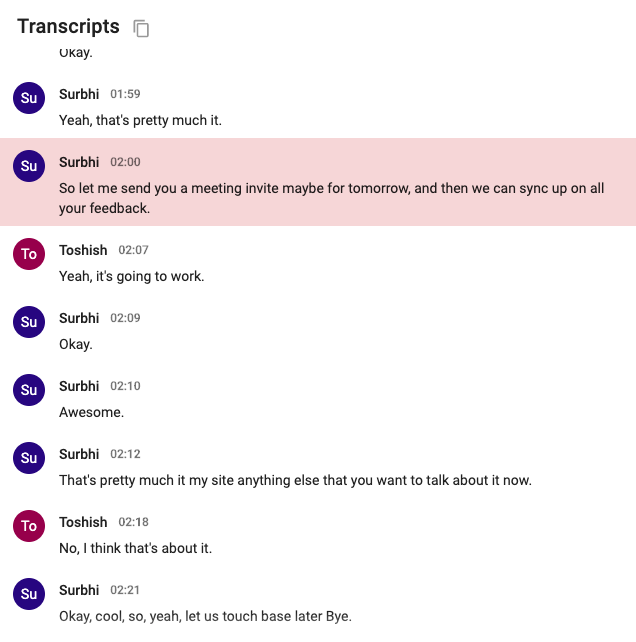 Transcripts
Okay.
Su
Surbhi 01:59
Yeah, that's pretty much it.
Su
Surbhi 02:00
So let me send you a meeting invite maybe for tomorrow, and then we can sync up on all
your feedback.
To
Toshish 02:07
Yeah, it's going to work.
Su
Surbhi 02:09
Okay.
Su
Surbhi 02:10
Awesome.
Su
Surbhi 02:12
That's pretty much it my site anything else that you want to talk about it now.
To
Toshish 02:18
No, I think that's about it.
Su
Surbhi 02:21
Okay, cool, so, yeah, let us touch base later Bye.